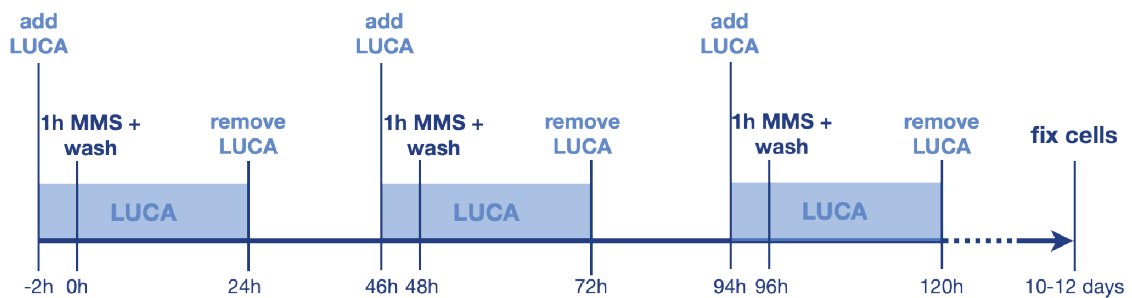 add
LUCA
add
LUCA
add
LUCA
1h MMS +
wash
remove
LUCA
1h MMS +
wash
remove
LUCA
1h MMS +
wash
remove
LUCA
fix cells
LUCA
LUCA
LUCA
-2h 0h 24h 46h 48h 72h 94h 96h 120h 10-12 days